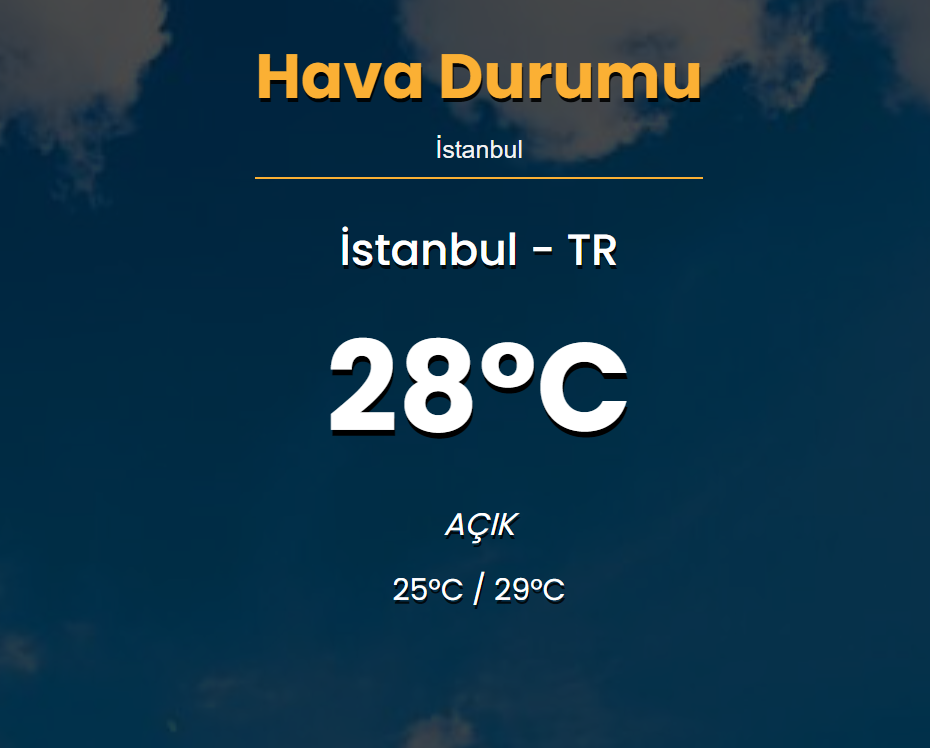 Hava Durumu
İstanbul
İstanbul - TR
28°C
AÇIK
25°C / 29°C